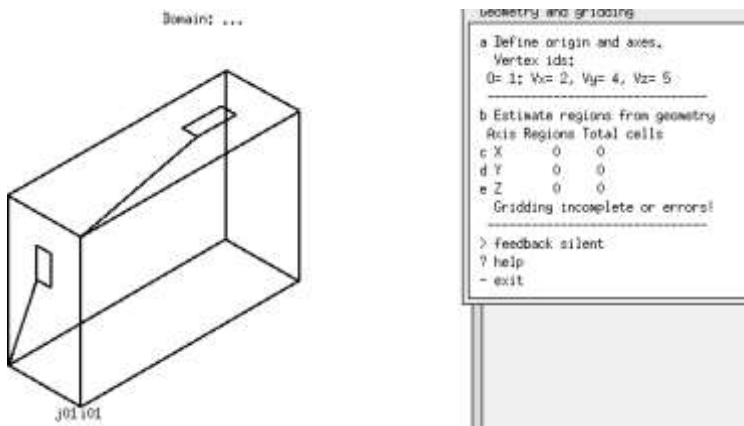 Domain: ...
Geometry and gridding
a Define origin and axes.
Vertex ids:
O= 1; Vx= 2, Vy= 4, Vz= 5
b Estimate regions from geometry
Axis Regions Total cells
c X 0 0
d Y 0 0
e Z 0 0
Gridding incomplete or errors!
> feedback silent
? help
- exit
j01 i01